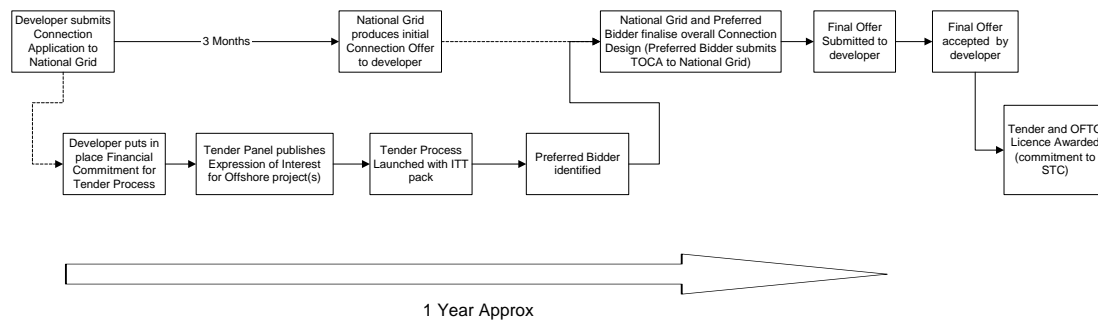 Developer submits
Connection
Application to
National Grid
3 Months
National Grid
produces initial
Connection Offer
to developer
National Grid and Preferred
Bidder finalise overall Connection
Design (Preferred Bidder submits
TOCA to National Grid)
Final Offer
Submitted to
developer
Final Offer
accepted by
developer
Developer puts in
place Financial
Commitment for
Tender Process
Tender Panel publishes
Expression of Interest
for Offshore project(s)
Tender Process
Launched with ITT
pack
Preferred Bidder
identified
Tender and OFTO
Licence Awarded
(commitment to
STC)
1 Year Approx